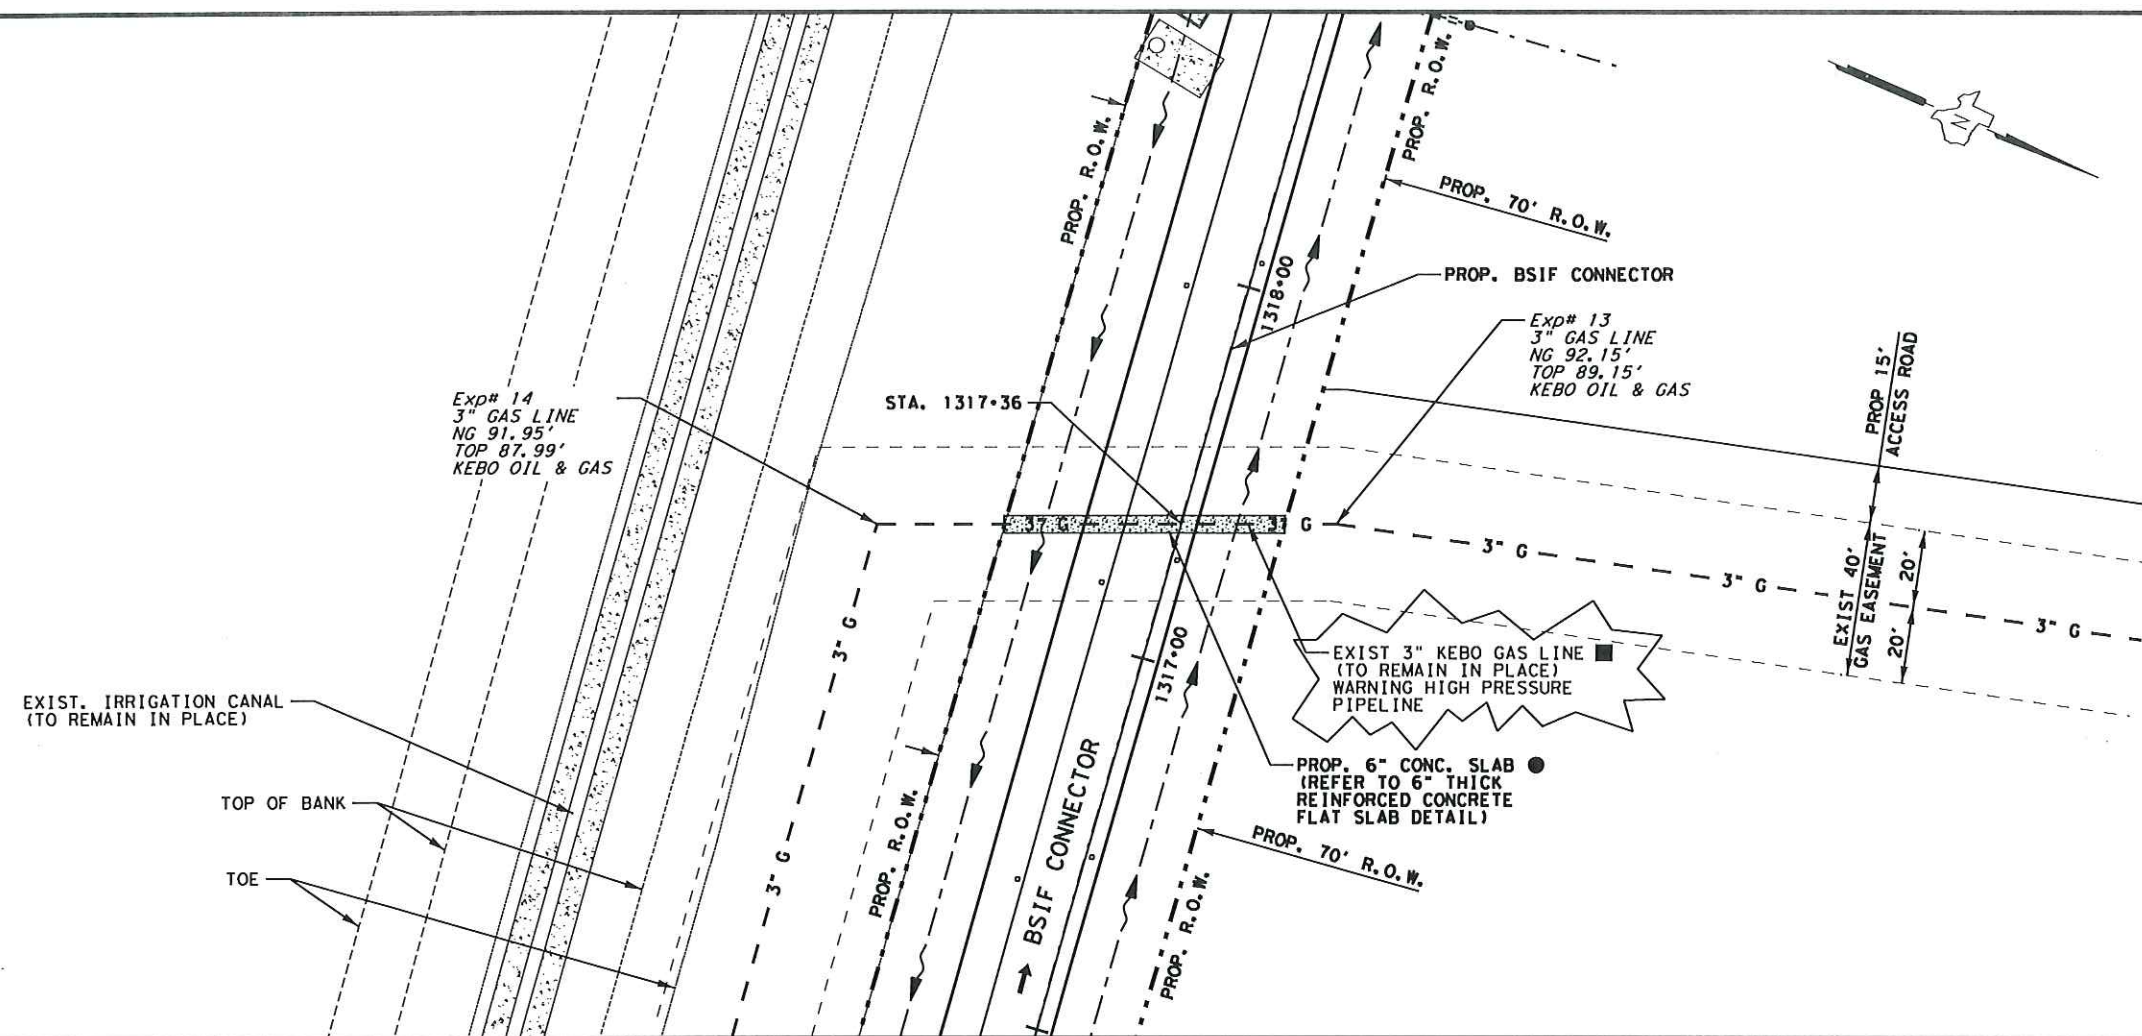 PROP. R.O.W.
PROP. R.O.W.
N
PROP. 70' R.O.W.
PROP. BSIF CONNECTOR
1318+00
Exp# 13
3" GAS LINE
NG 92.15'
TOP 89.15'
KEBO OIL & GAS
PROP 15'
ACCESS ROAD
Exp# 14
3" GAS LINE
NG 91.95'
TOP 87.99'
KEBO OIL & GAS
STA. 1317+36
G
3" G
3" G
3" G
EXIST 40'
GAS EASEMENT
20'
20'
3" G
1317+00
EXIST 3" KEBO GAS LINE
(TO REMAIN IN PLACE)
WARNING HIGH PRESSURE
PIPELINE
EXIST. IRRIGATION CANAL
(TO REMAIN IN PLACE)
PROP. 6" CONC. SLAB
(REFER TO 6" THICK
REINFORCED CONCRETE
FLAT SLAB DETAIL)
TOP OF BANK
TOE
3" G
PROP. R.O.W.
BSIF CONNECTOR
PROP. 70' R.O.W.
PROP. R.O.W.